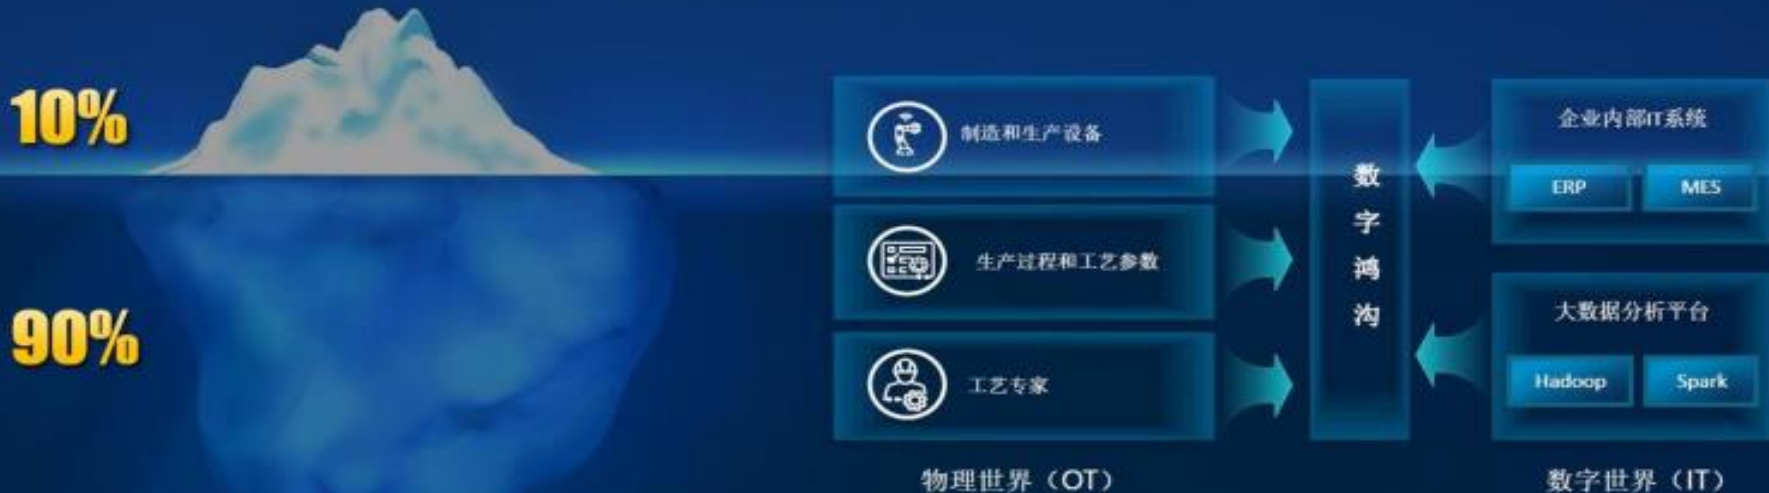 10%
90%
制造和生产设备
生产过程和工艺参数
工艺专家
物理世界（OT）
数字鸿沟
企业内部IT系统
ERP
MES
大数据分析平台
Hadoop
Spark
数字世界（IT）